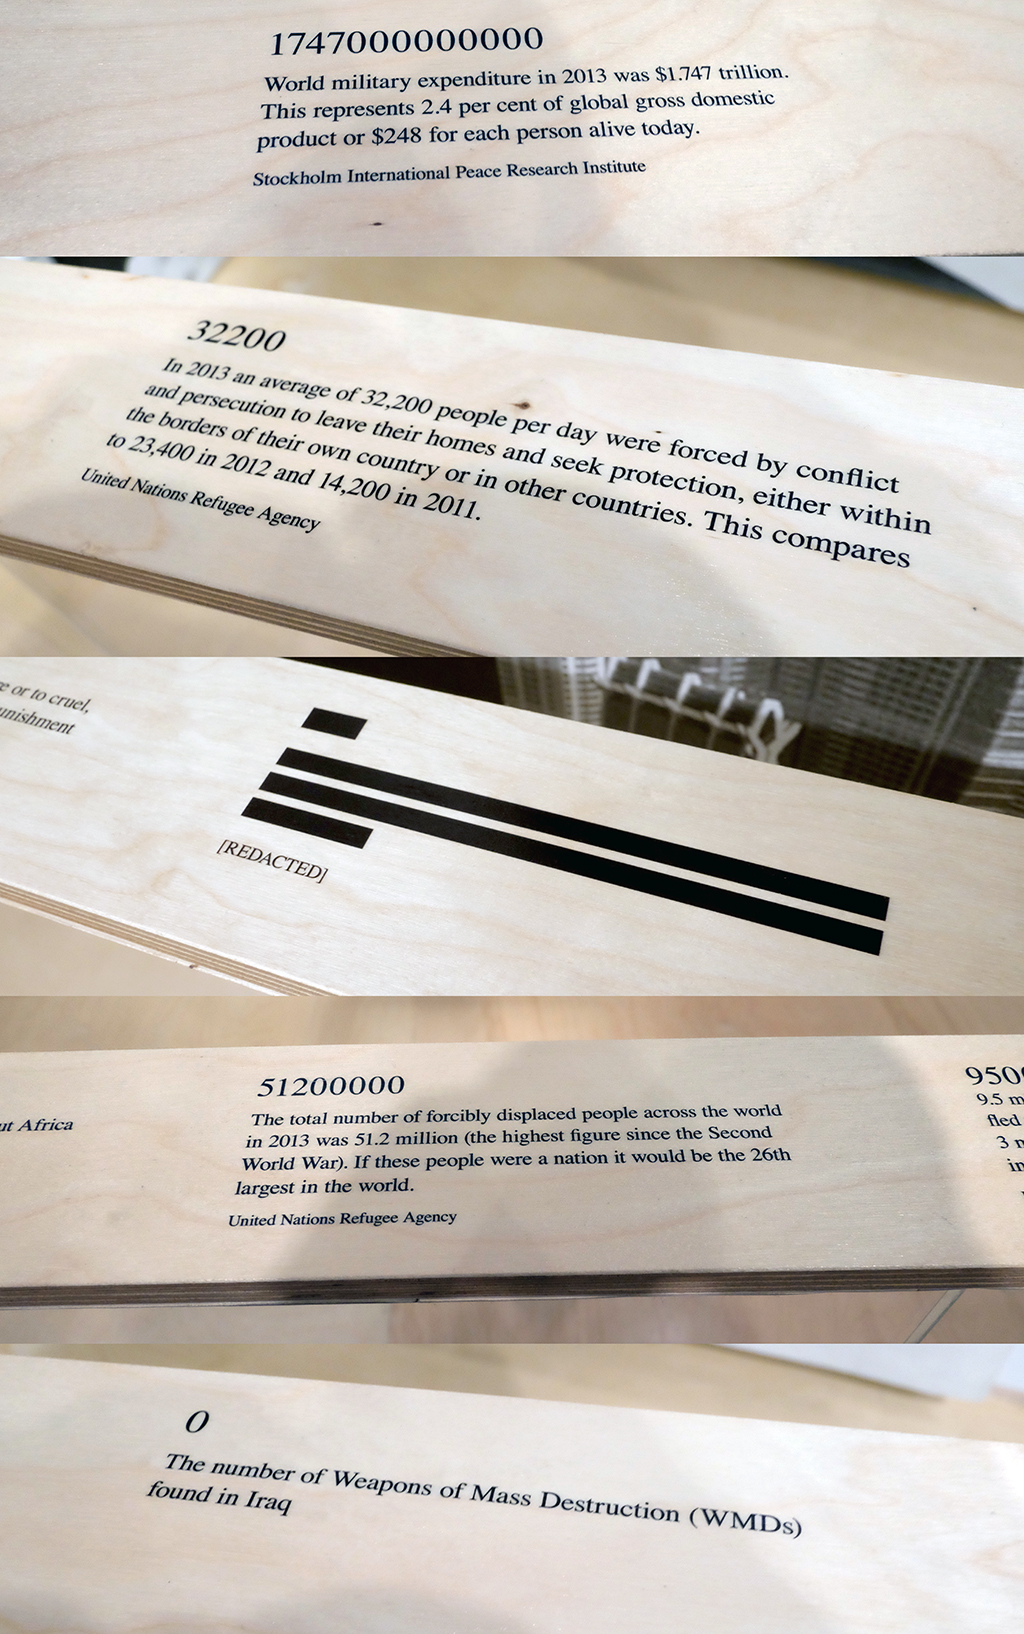 1747000000000
World military expenditure in 2013 was $1.747 trillion.
This represents 2.4 per cent of global gross domestic
product or $248 for each person alive today.
Stockholm International Peace Research Institute
32200
In 2013 an average of 32,200 people per day were forced by conflict
and persecution to leave their homes and seek protection, either within
the borders of their own country or in other countries. This compares
to 23,400 in 2012 and 14,200 in 2011.
United Nations Refugee Agency
or to cruel,
[REDACTED]
Africa
51200000
The total number of forcibly displaced people across the world
in 2013 was 51.2 million (the highest figure since the Second
World War). If these people were a nation it would be the 26th
largest in the world.
United Nations Refugee Agency
9.5
fled
3
0
The number of Weapons of Mass Destruction (WMDs)
found in Iraq